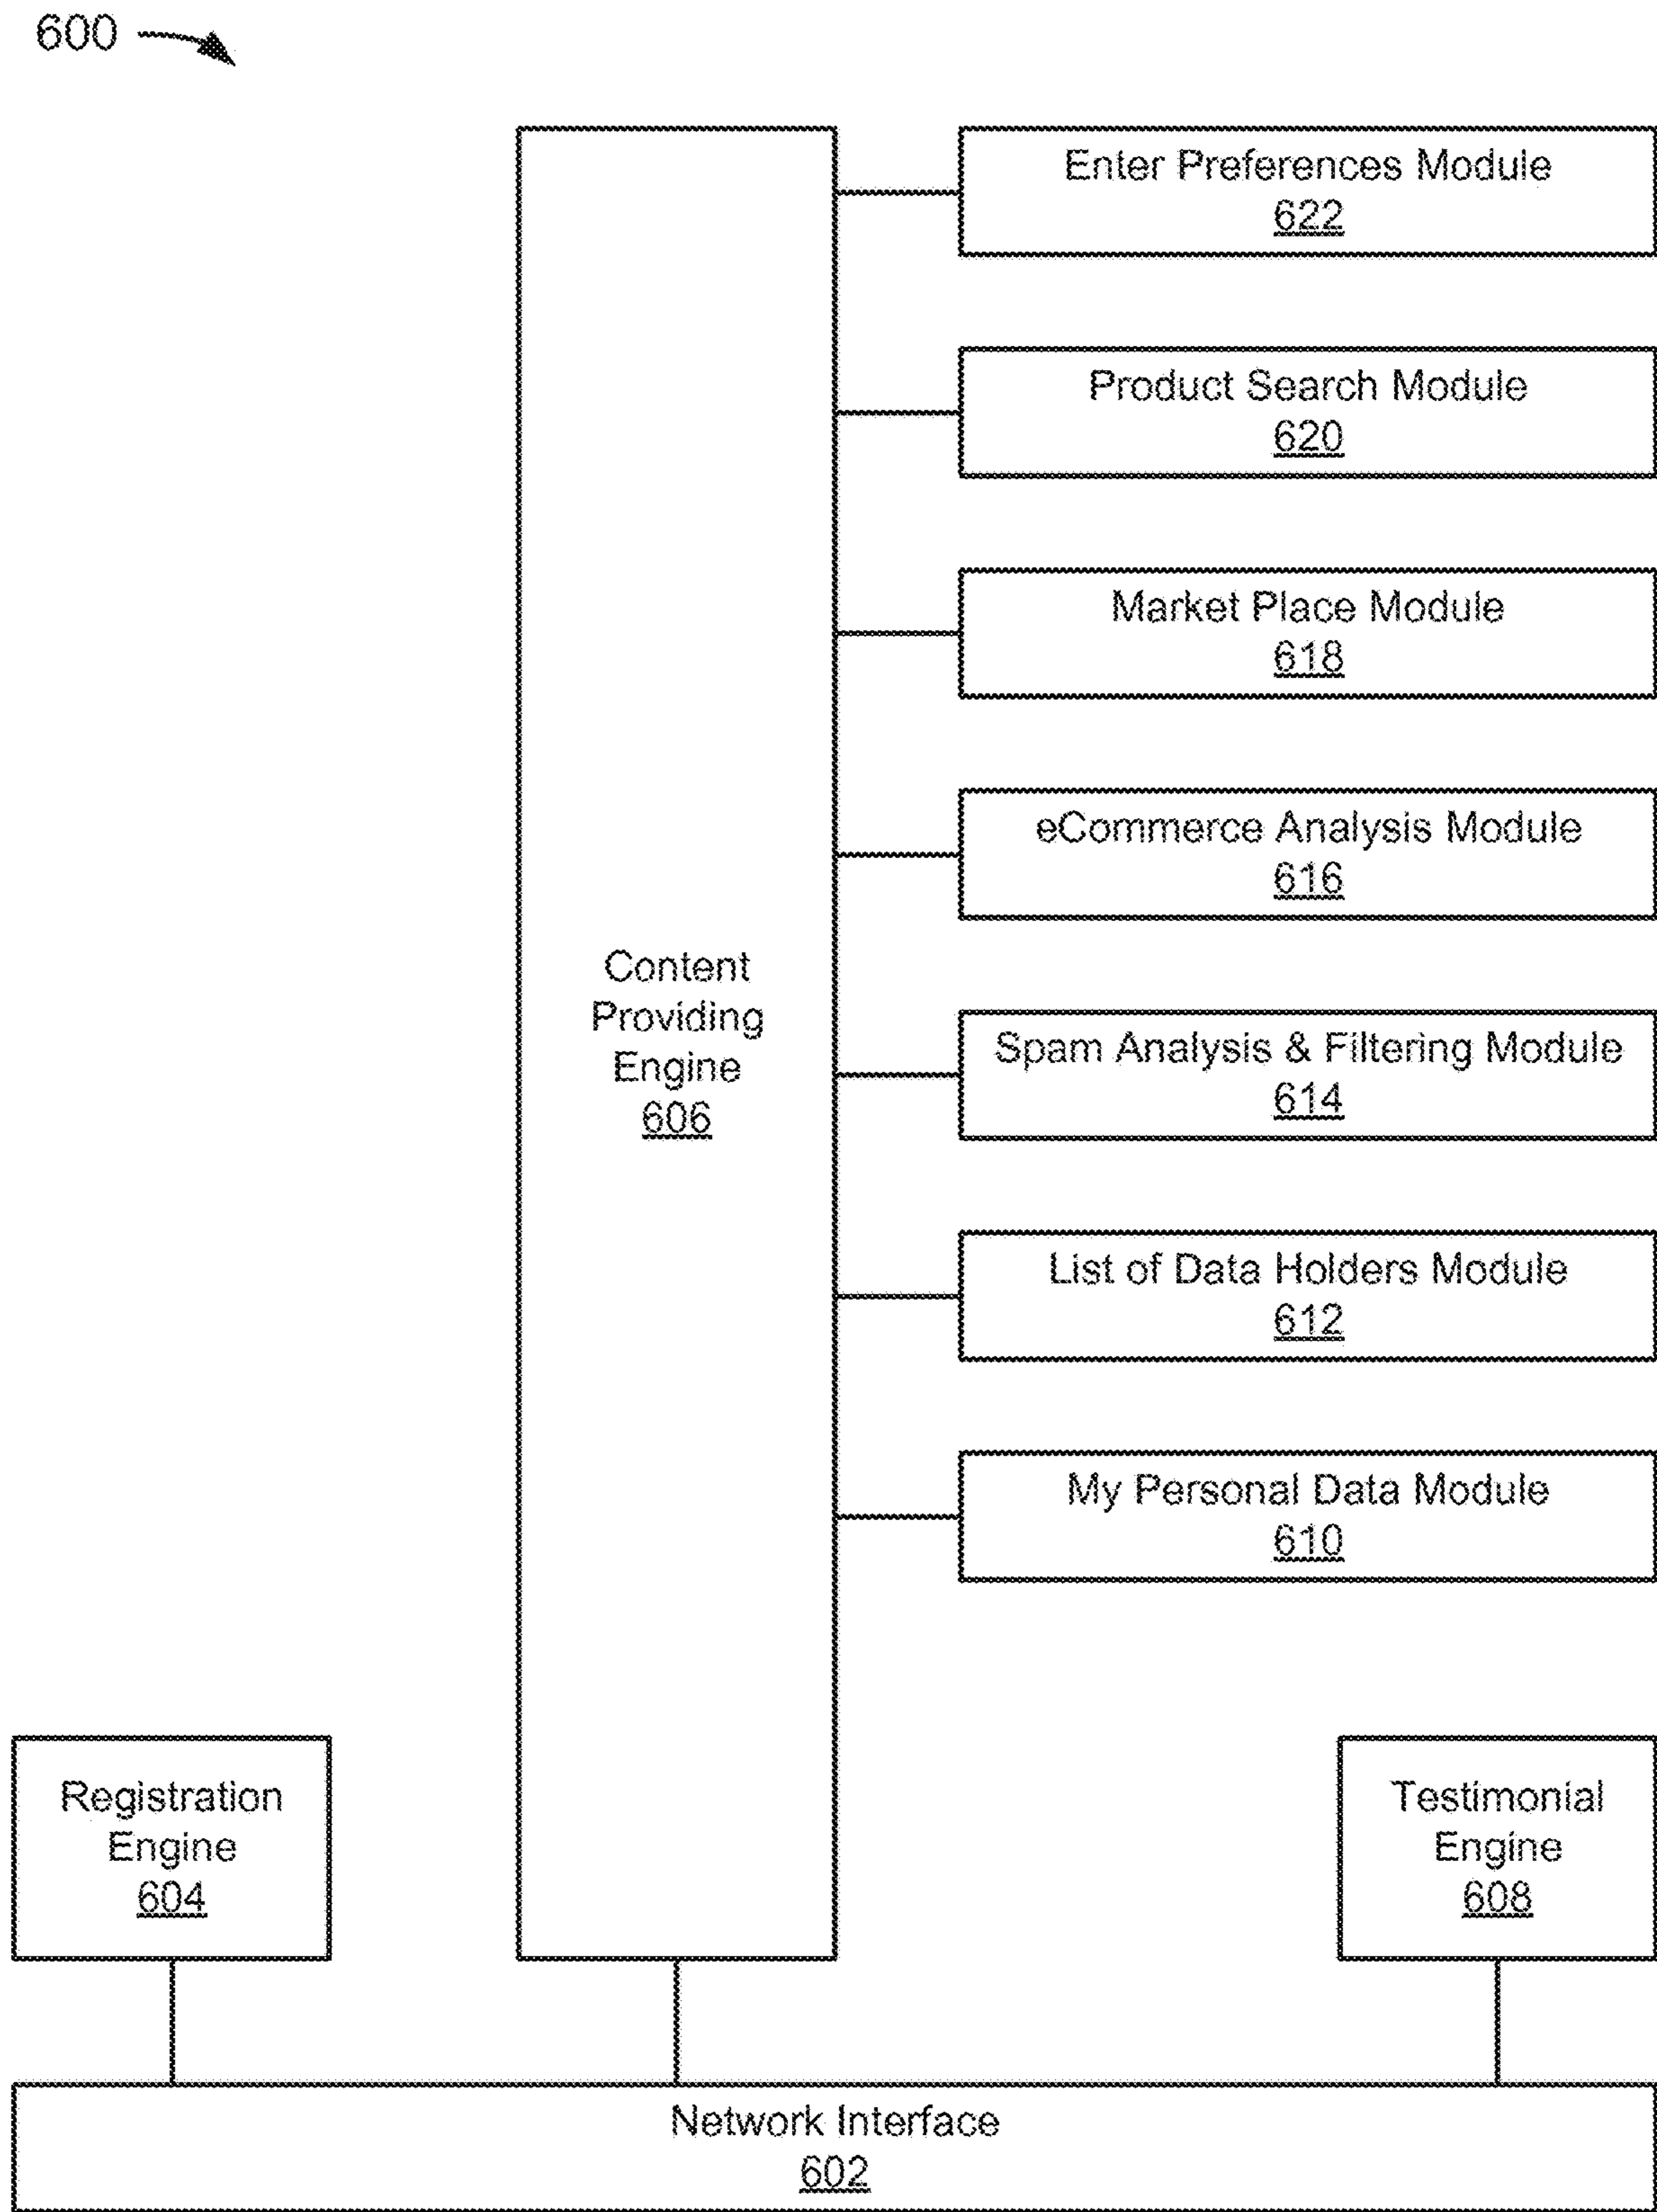 600
Enter Preferences Module
622
Product Search Module
620
Market Place Module
618
eCommerce Analysis Module
616
Content
Providing
Engine
606
Spam Analysis & Filtering Module
614
List of Data Holders Module
612
My Personal Data Module
610
Registration
Engine
604
Testimonial
Engine
608
Network Interface
602